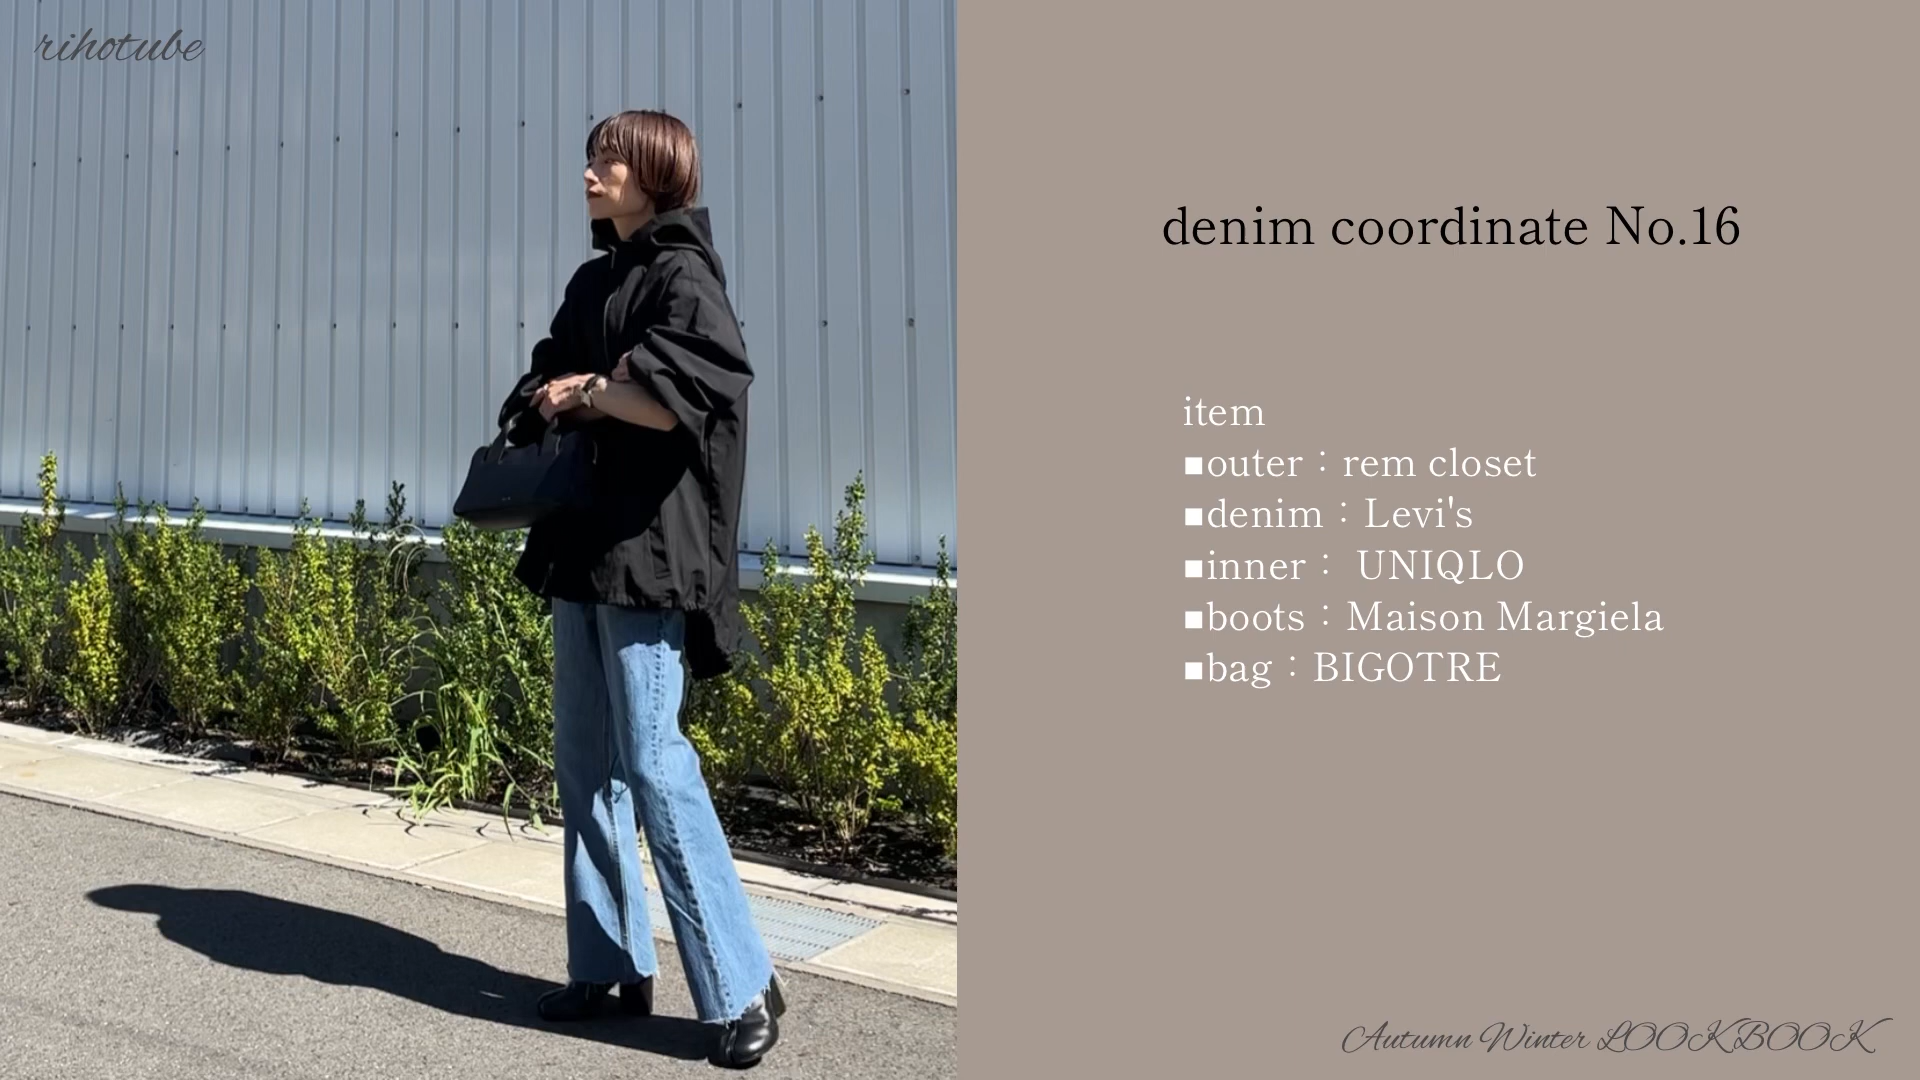 rihotube
denim coordinate No.16
item
■outer：rem closet
■denim：Levi's
■inner： UNIQLO
■boots：Maison Margiela
■bag：BIGOTRE
Autumn Winter LOOKBOOK